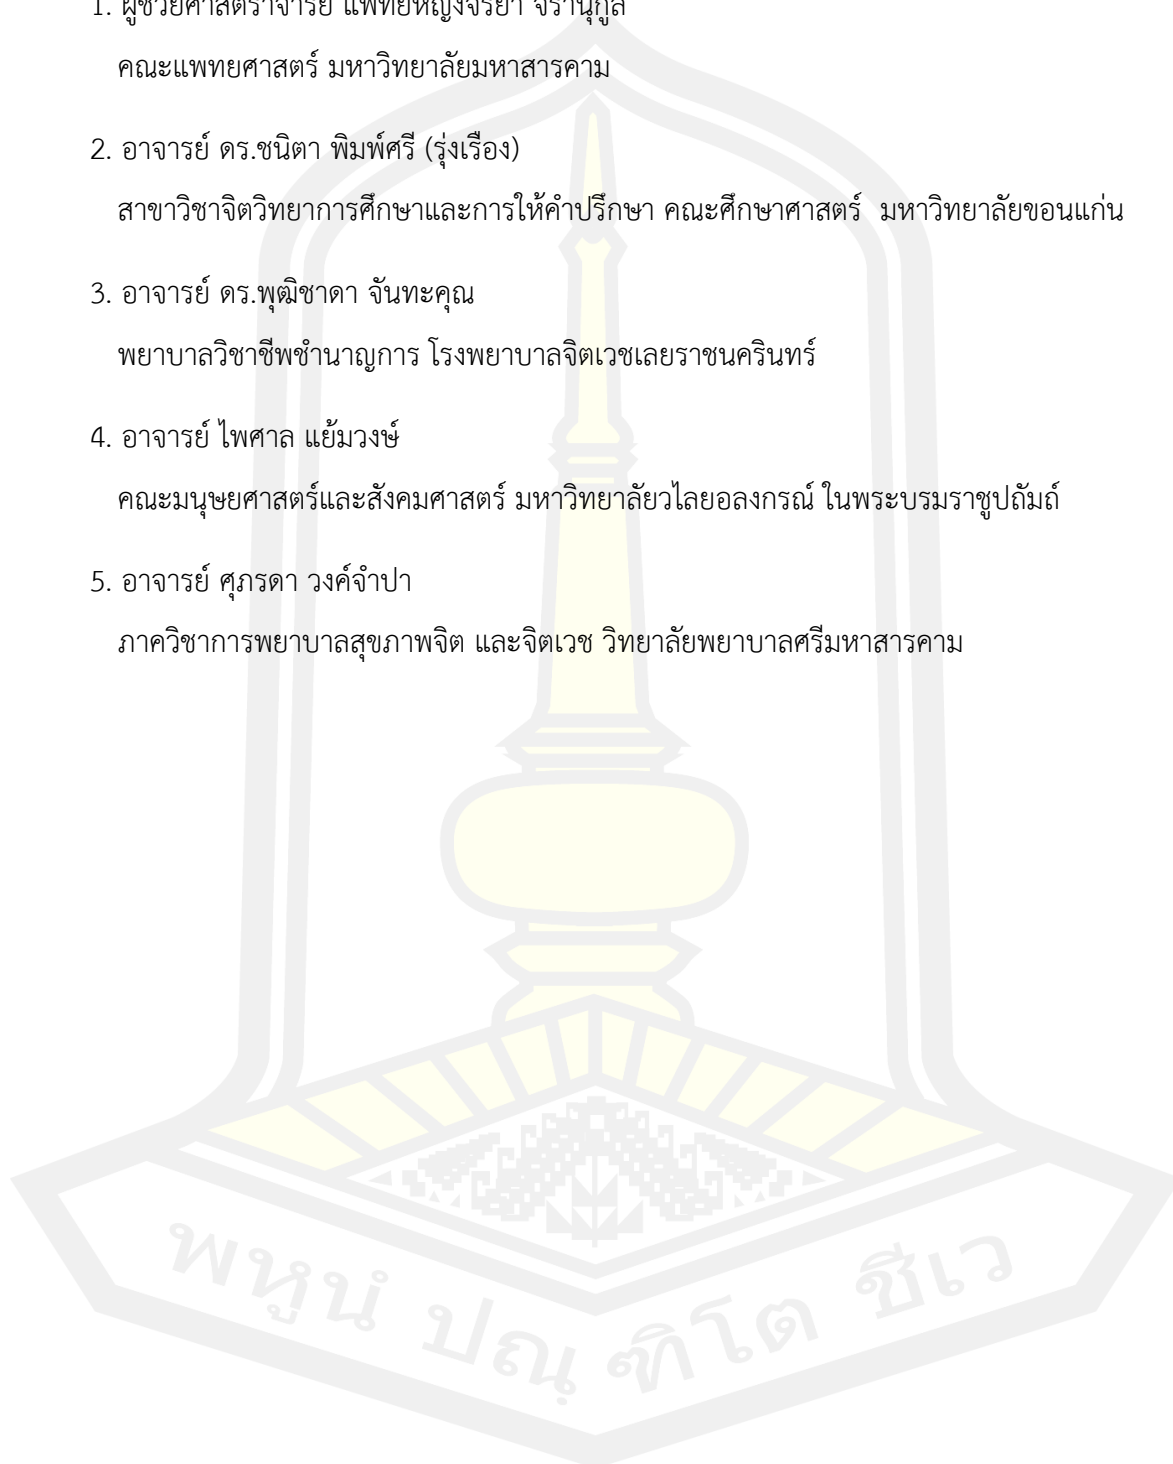 1. ผู้ช่วยศาสตราจารย์ แพทย์หญิงจริยา จรานุกูล
คณะแพทยศาสตร์ มหาวิทยาลัยมหาสารคาม
2. อาจารย์ ดร.ชนิตา พิมพ์ศรี (รุ่งเรือง)
สาขาวิชาจิตวิทยาการศึกษาและการให้คำปรึกษา คณะศึกษาศาสตร์ มหาวิทยาลัยขอนแก่น
3. อาจารย์ ดร.พุฒิชาดา จันทะคุณ
พยาบาลวิชาชีพชำนาญการ โรงพยาบาลจิตเวชเลยราชนครินทร์
4. อาจารย์ ไพศาล แย้มวงษ์
คณะมนุษยศาสตร์และสังคมศาสตร์ มหาวิทยาลัยวไลยอลงกรณ์ ในพระบรมราชูปถัมถ์
5. อาจารย์ ศุภรดา วงค์จำปา
ภาควิชาการพยาบาลสุขภาพจิต และจิตเวช วิทยาลัยพยาบาลศรีมหาสารคาม
พหูนํ ปณฺฑิโต ชีเว